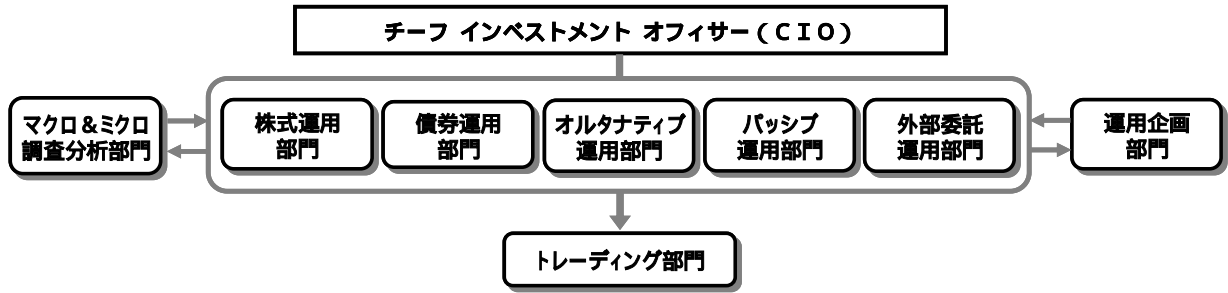 チーフ インベストメント オフィサー(CIO)
マクロ&ミクロ
調査分析部門
株式運用
部門
債券運用
部門
オルタナティブ
運用部門
パッシブ
運用部門
外部委託
運用部門
運用企画
部門
トレーディング部門